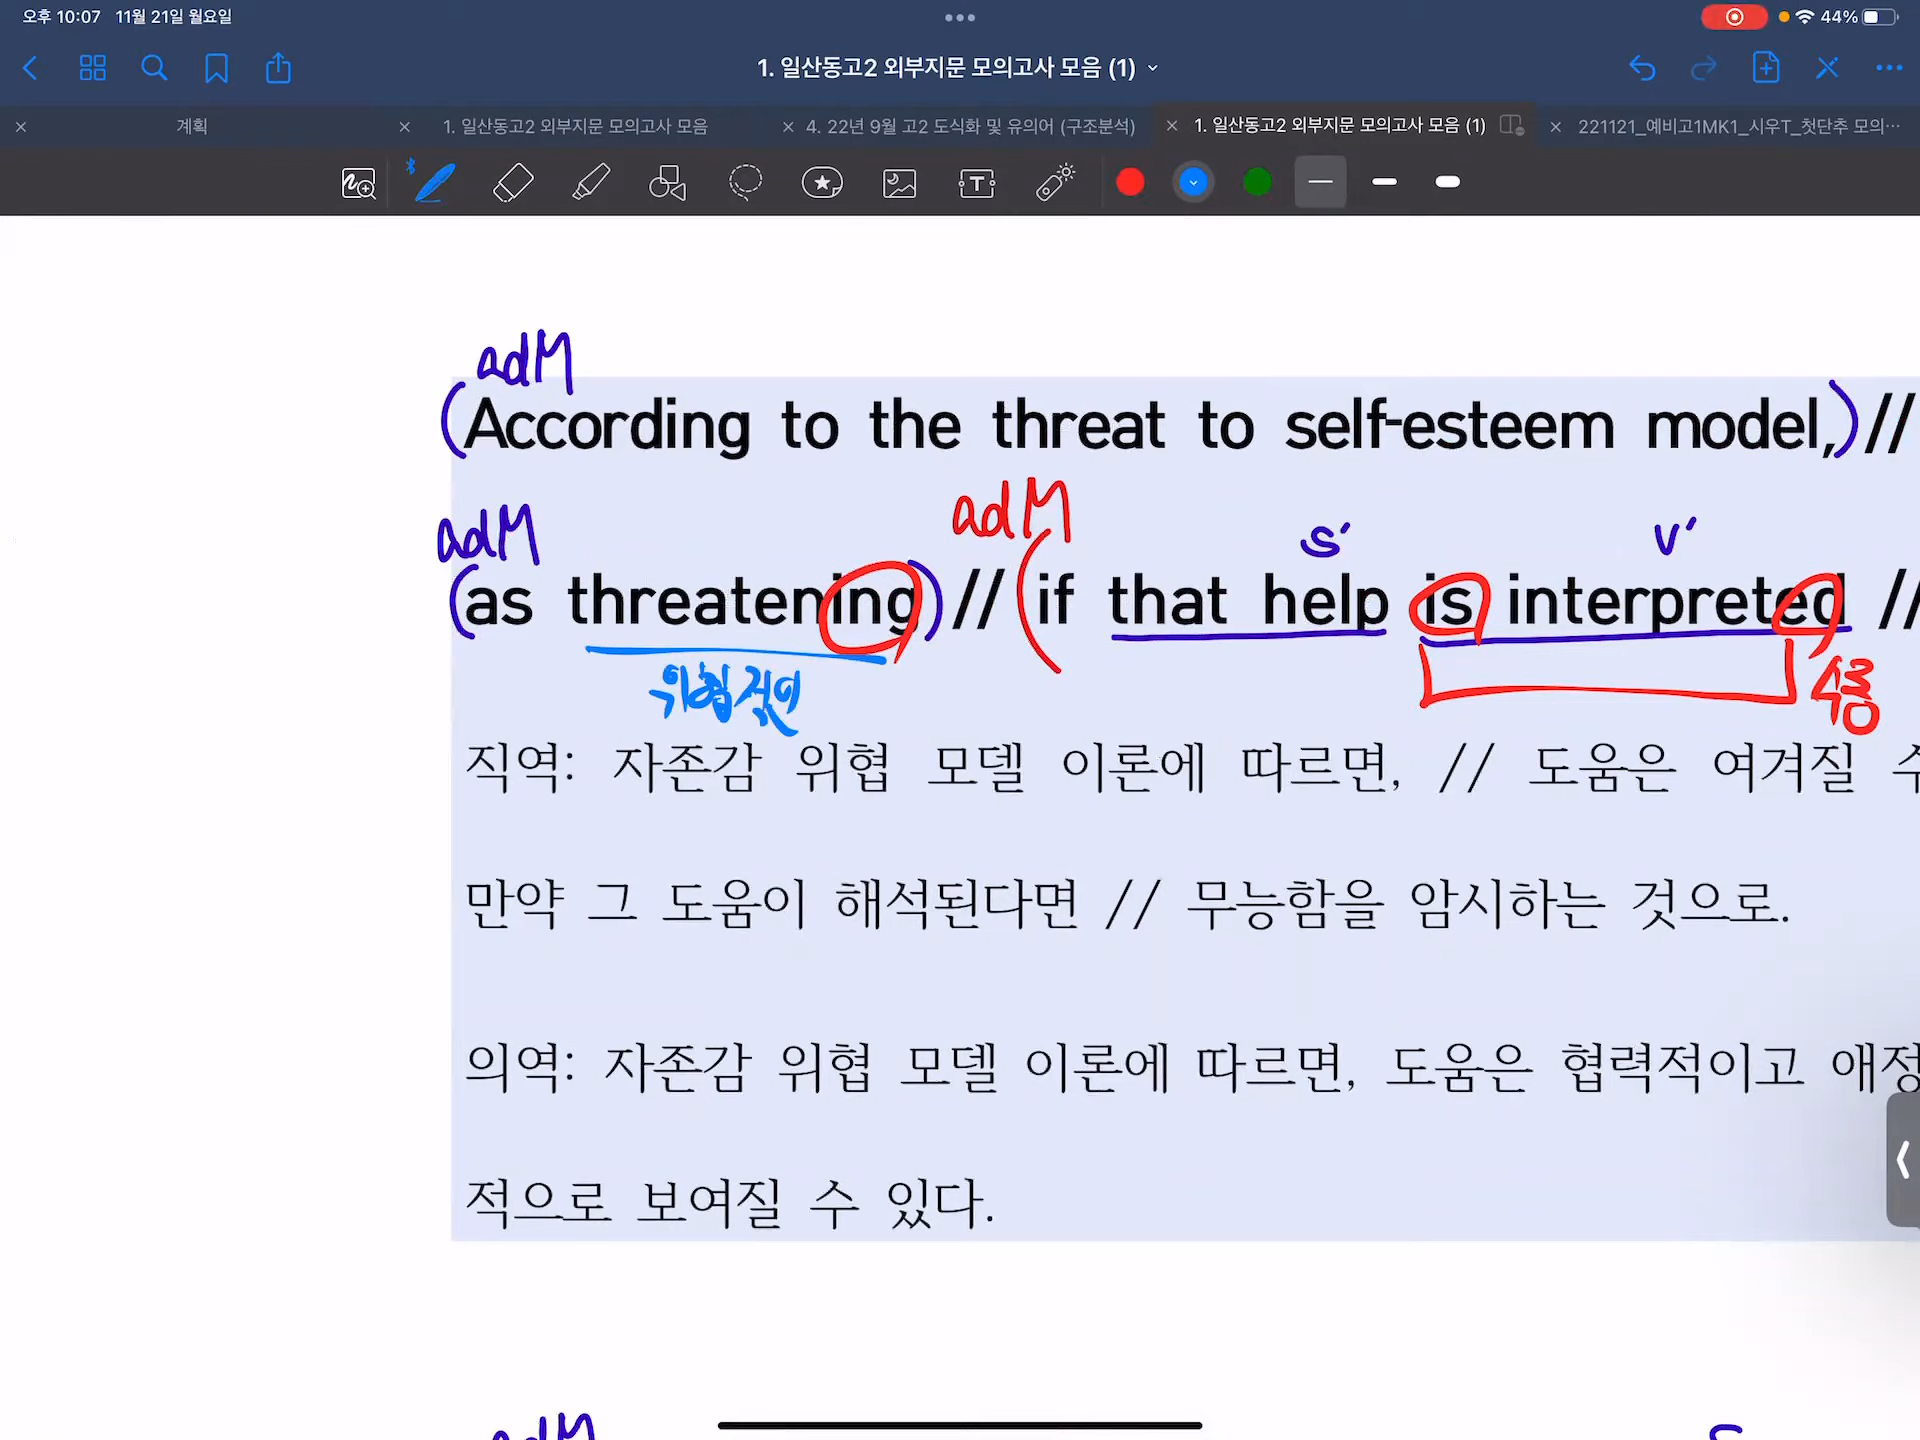 오후 10:07 11월 21일 월요일
44%
1. 일산동고2 외부지문 모의고사 모음 (1)
계획
1. 일산동고2 외부지문 모의고사 모음
4. 22년 9월 고2 도식화 및 유의어 (구조분석)
1. 일산동고2 외부지문 모의고사 모음 (1)
221121_예비고1MK1_시우T_첫단추 모의…
adM
(According to the threat to self-esteem model,) //
adM adM s' v'
(as threatening) // (if that help is interpreted //
위협적인 수동
직역: 자존감 위협 모델 이론에 따르면, // 도움은 여겨질 수
만약 그 도움이 해석된다면 // 무능함을 암시하는 것으로.
의역: 자존감 위협 모델 이론에 따르면, 도움은 협력적이고 애정
적으로 보여질 수 있다.
adM